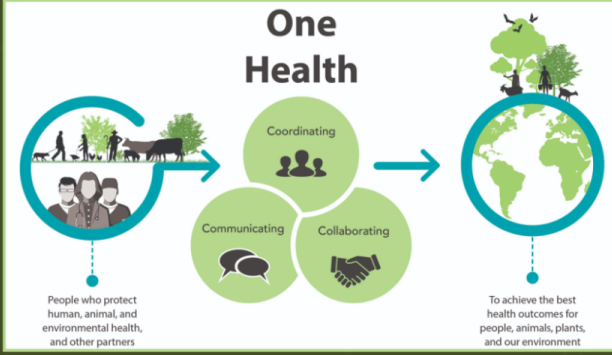 One
Health
Coordinating
Communicating
Collaborating
People who protect
human, animal, and
environmental health,
and other partners
To achieve the best
health outcomes for
people, animals, plants,
and our environment